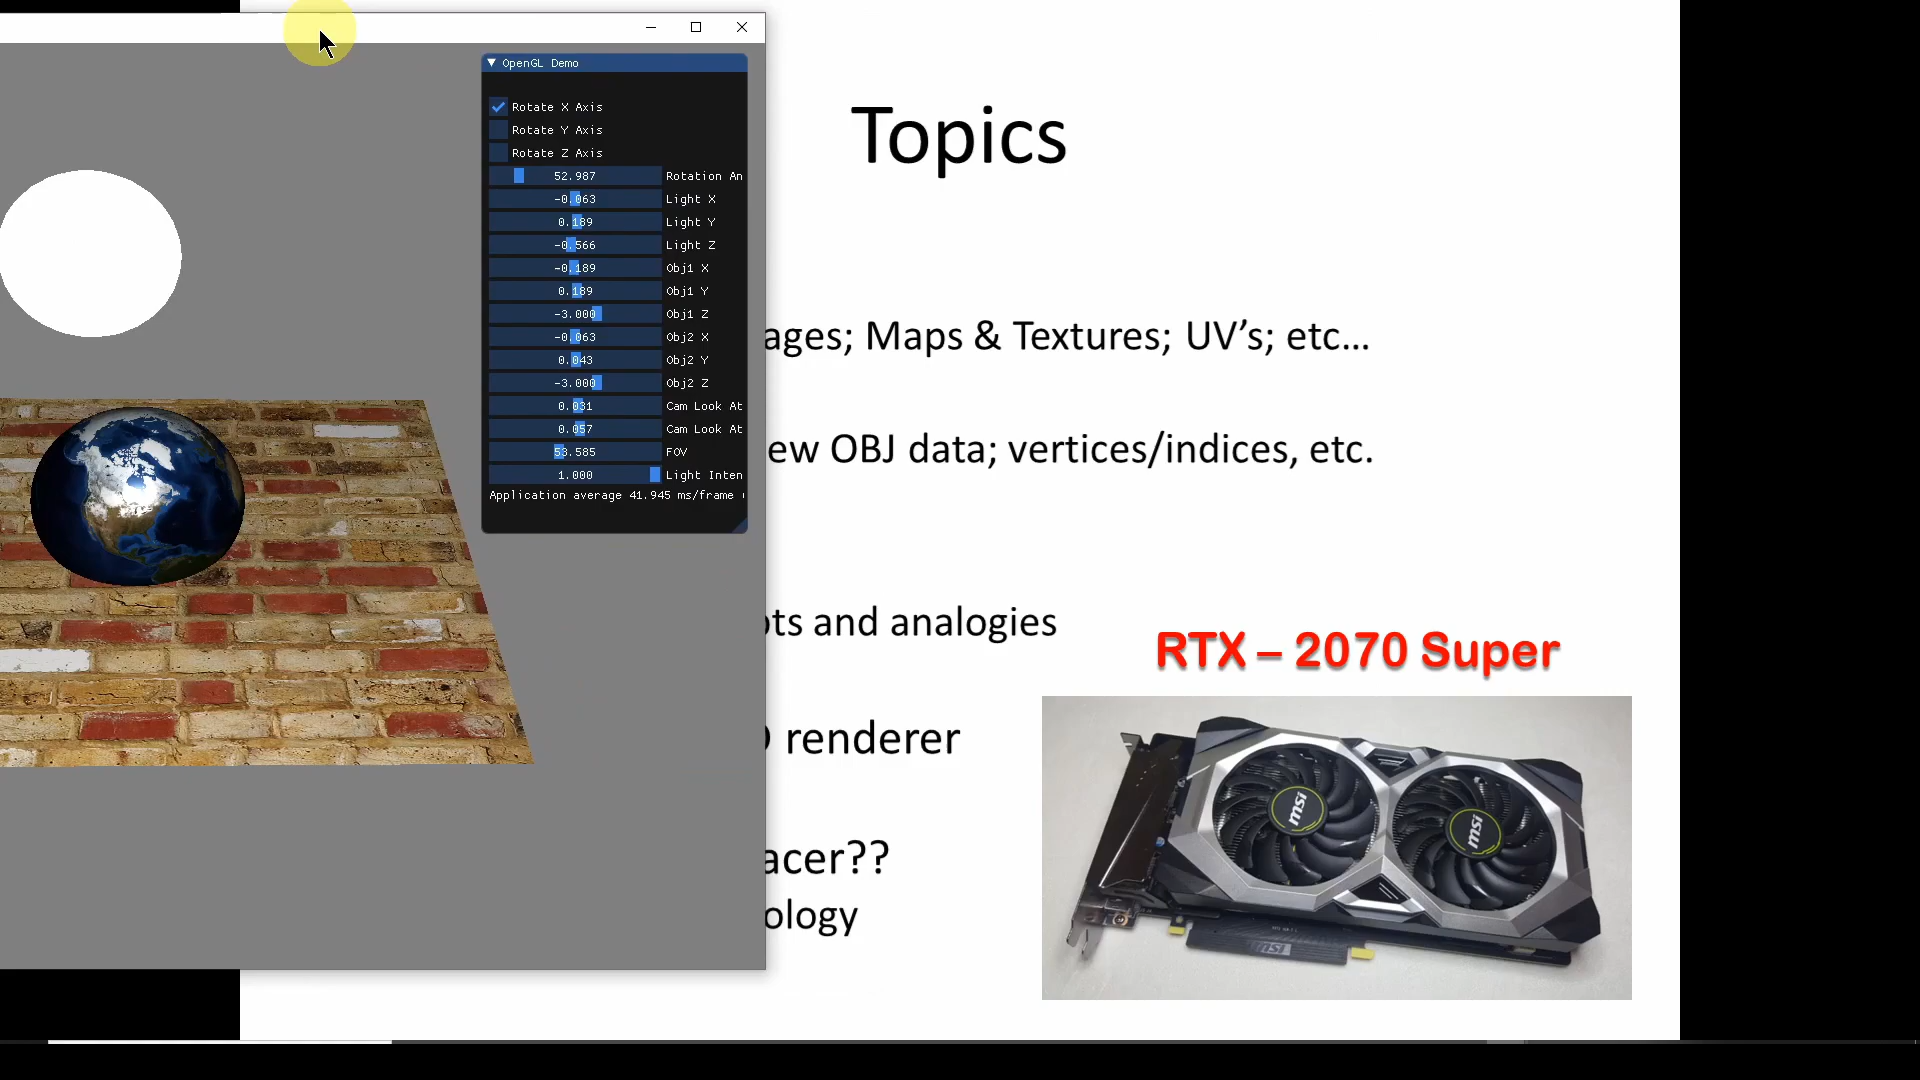 OpenGL Demo
Rotate X Axis
Rotate Y Axis
Rotate Z Axis
52.987 Rotation An
-0.063 Light X
0.189 Light Y
-0.566 Light Z
-0.189 Obj1 X
0.189 Obj1 Y
-3.000 Obj1 Z
-0.063 Obj2 X
0.043 Obj2 Y
-3.000 Obj2 Z
0.031 Cam Look At
0.057 Cam Look At
53.585 FOV
1.000 Light Inten
Application average 41.945 ms/frame
Topics
ages; Maps & Textures; UV’s; etc…
ew OBJ data; vertices/indices, etc.
ots and analogies
RTX – 2070 Super
renderer
acer??
ology
msi
msi
msi